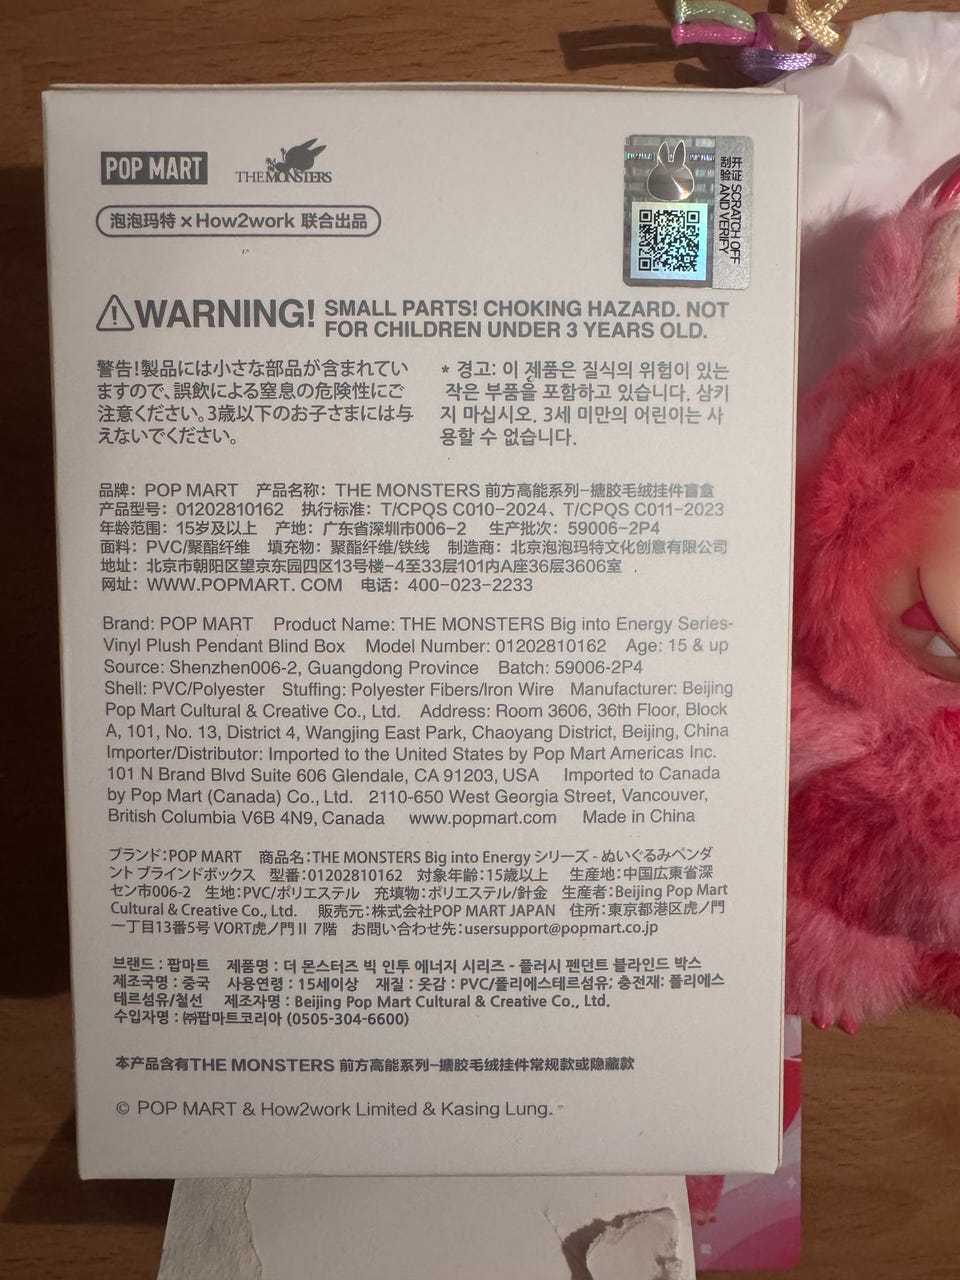 POP MART
THE MONSTERS
泡泡玛特×How2work 联合出品
POP MART
开证 SCRATCH OFF
刮验 AND VERIFY
WARNING! SMALL PARTS! CHOKING HAZARD. NOT
FOR CHILDREN UNDER 3 YEARS OLD.
警告!製品には小さな部品が含まれてい
ますので、誤飲による窒息の危険性にご
注意ください。3歳以下のお子さまには与
えないでください。
* 경고: 이 제품은 질식의 위험이 있는
작은 부품을 포함하고 있습니다. 삼키
지 마십시오. 3세 미만의 어린이는 사
용할 수 없습니다.
品牌: POP MART 产品名称: THE MONSTERS 前方高能系列-搪胶毛绒挂件盲盒
产品型号: 01202810162 执行标准: T/CPQS C010-2024、T/CPQS C011-2023
年龄范围: 15岁及以上 产地: 广东省深圳市006-2 生产批次: 59006-2P4
面料: PVC/聚酯纤维 填充物: 聚酯纤维/铁线 制造商: 北京泡泡玛特文化创意有限公司
地址: 北京市朝阳区望京东园四区13号楼-4至33层101内A座36层3606室 .
网址: WWW.POPMART. COM 电话: 400-023-2233
Brand: POP MART Product Name: THE MONSTERS Big into Energy Series-
Vinyl Plush Pendant Blind Box Model Number: 01202810162 Age: 15 & up
Source: Shenzhen006-2, Guangdong Province Batch: 59006-2P4
Shell: PVC/Polyester Stuffing: Polyester Fibers/Iron Wire Manufacturer: Beijing
Pop Mart Cultural & Creative Co., Ltd. Address: Room 3606, 36th Floor, Block
A, 101, No. 13, District 4, Wangjing East Park, Chaoyang District, Beijing, China
Importer/Distributor: Imported to the United States by Pop Mart Americas Inc.
101 N Brand Blvd Suite 606 Glendale, CA 91203, USA Imported to Canada
by Pop Mart (Canada) Co., Ltd. 2110-650 West Georgia Street, Vancouver,
British Columbia V6B 4N9, Canada www.popmart.com Made in China
ブランド:POP MART 商品名:THE MONSTERS Big into Energy シリーズ - ぬいぐるみペンダ
ント ブラインドボックス 型番:01202810162 対象年齢:15歳以上 生産地:中国広東省深
セン市006-2 生地:PVC/ポリエステル 充填物:ポリエステル/針金 生産者:Beijing Pop Mart
Cultural & Creative Co., Ltd. 販売元:株式会社POP MART JAPAN 住所:東京都港区虎ノ門
一丁目13番5号 VORT虎ノ門Ⅱ 7階 お問い合わせ先:usersupport@popmart.co.jp
브랜드 : 팝마트 제품명 : 더 몬스터즈 빅 인투 에너지 시리즈 - 플러시 펜던트 블라인드 박스
제조국명 : 중국 사용연령 : 15세이상 재질 : 옷감 : PVC/폴리에스테르섬유; 충전재: 폴리에스
테르섬유/철선 제조자명 : Beijing Pop Mart Cultural & Creative Co., Ltd.
수입자명 : ㈜팝마트코리아 (0505-304-6600)
本产品含有THE MONSTERS 前方高能系列-搪胶毛绒挂件常规款或隐藏款
© POP MART & How2work Limited & Kasing Lung.